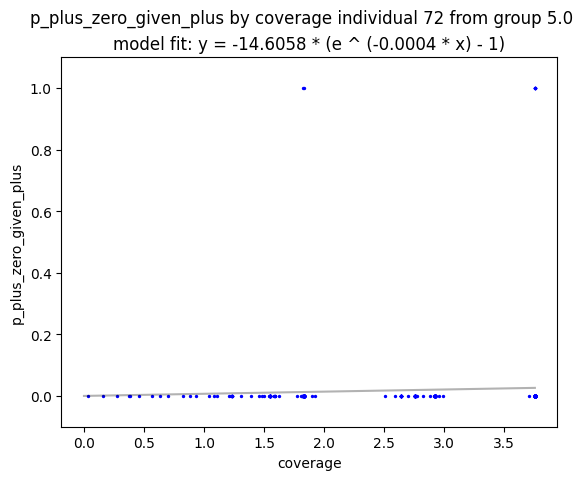 p_plus_zero_given_plus by coverage individual 72 from group 5.0
model fit: y = -14.6058 * (e ^ (-0.0004 * x) - 1)
1.0
0.8
0.6
0.4
0.2
0.0
p_plus_zero_given_plus
0.0 0.5 1.0 1.5 2.0 2.5 3.0 3.5
coverage